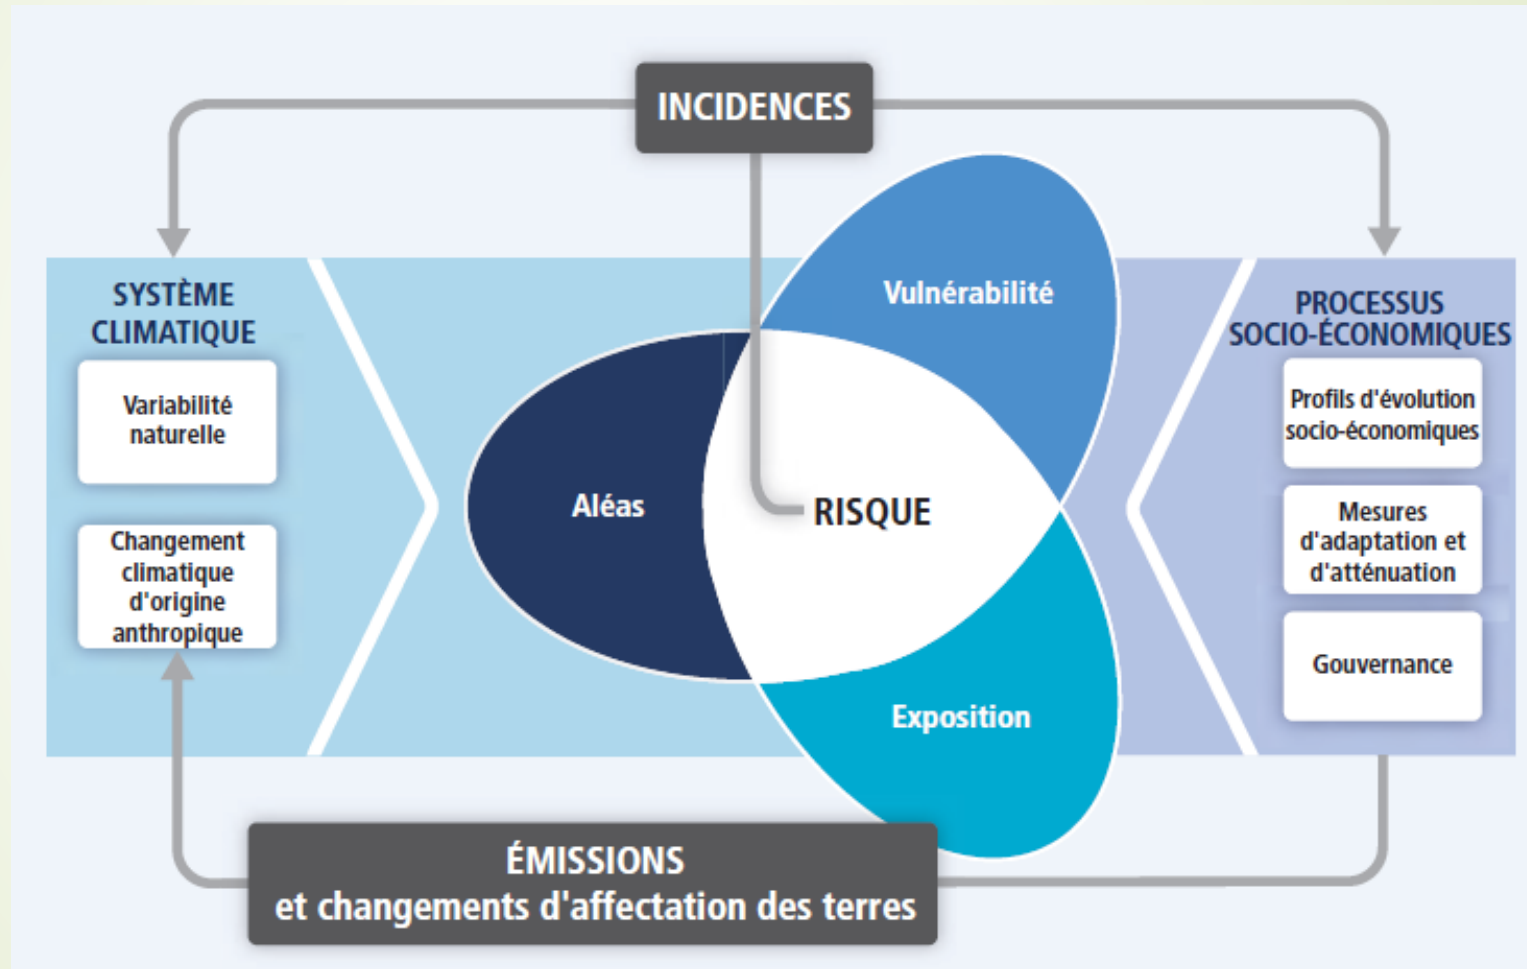 INCIDENCES
SYSTÈME
CLIMATIQUE
Variabilité
naturelle
Changement
climatique
d'origine
anthropique
Aléas
Vulnérabilité
RISQUE
Exposition
PROCESSUS
SOCIO-ÉCONOMIQUES
Profils d'évolution
socio-économiques
Mesures
d'adaptation et
d'atténuation
Gouvernance
ÉMISSIONS
et changements d'affectation des terres